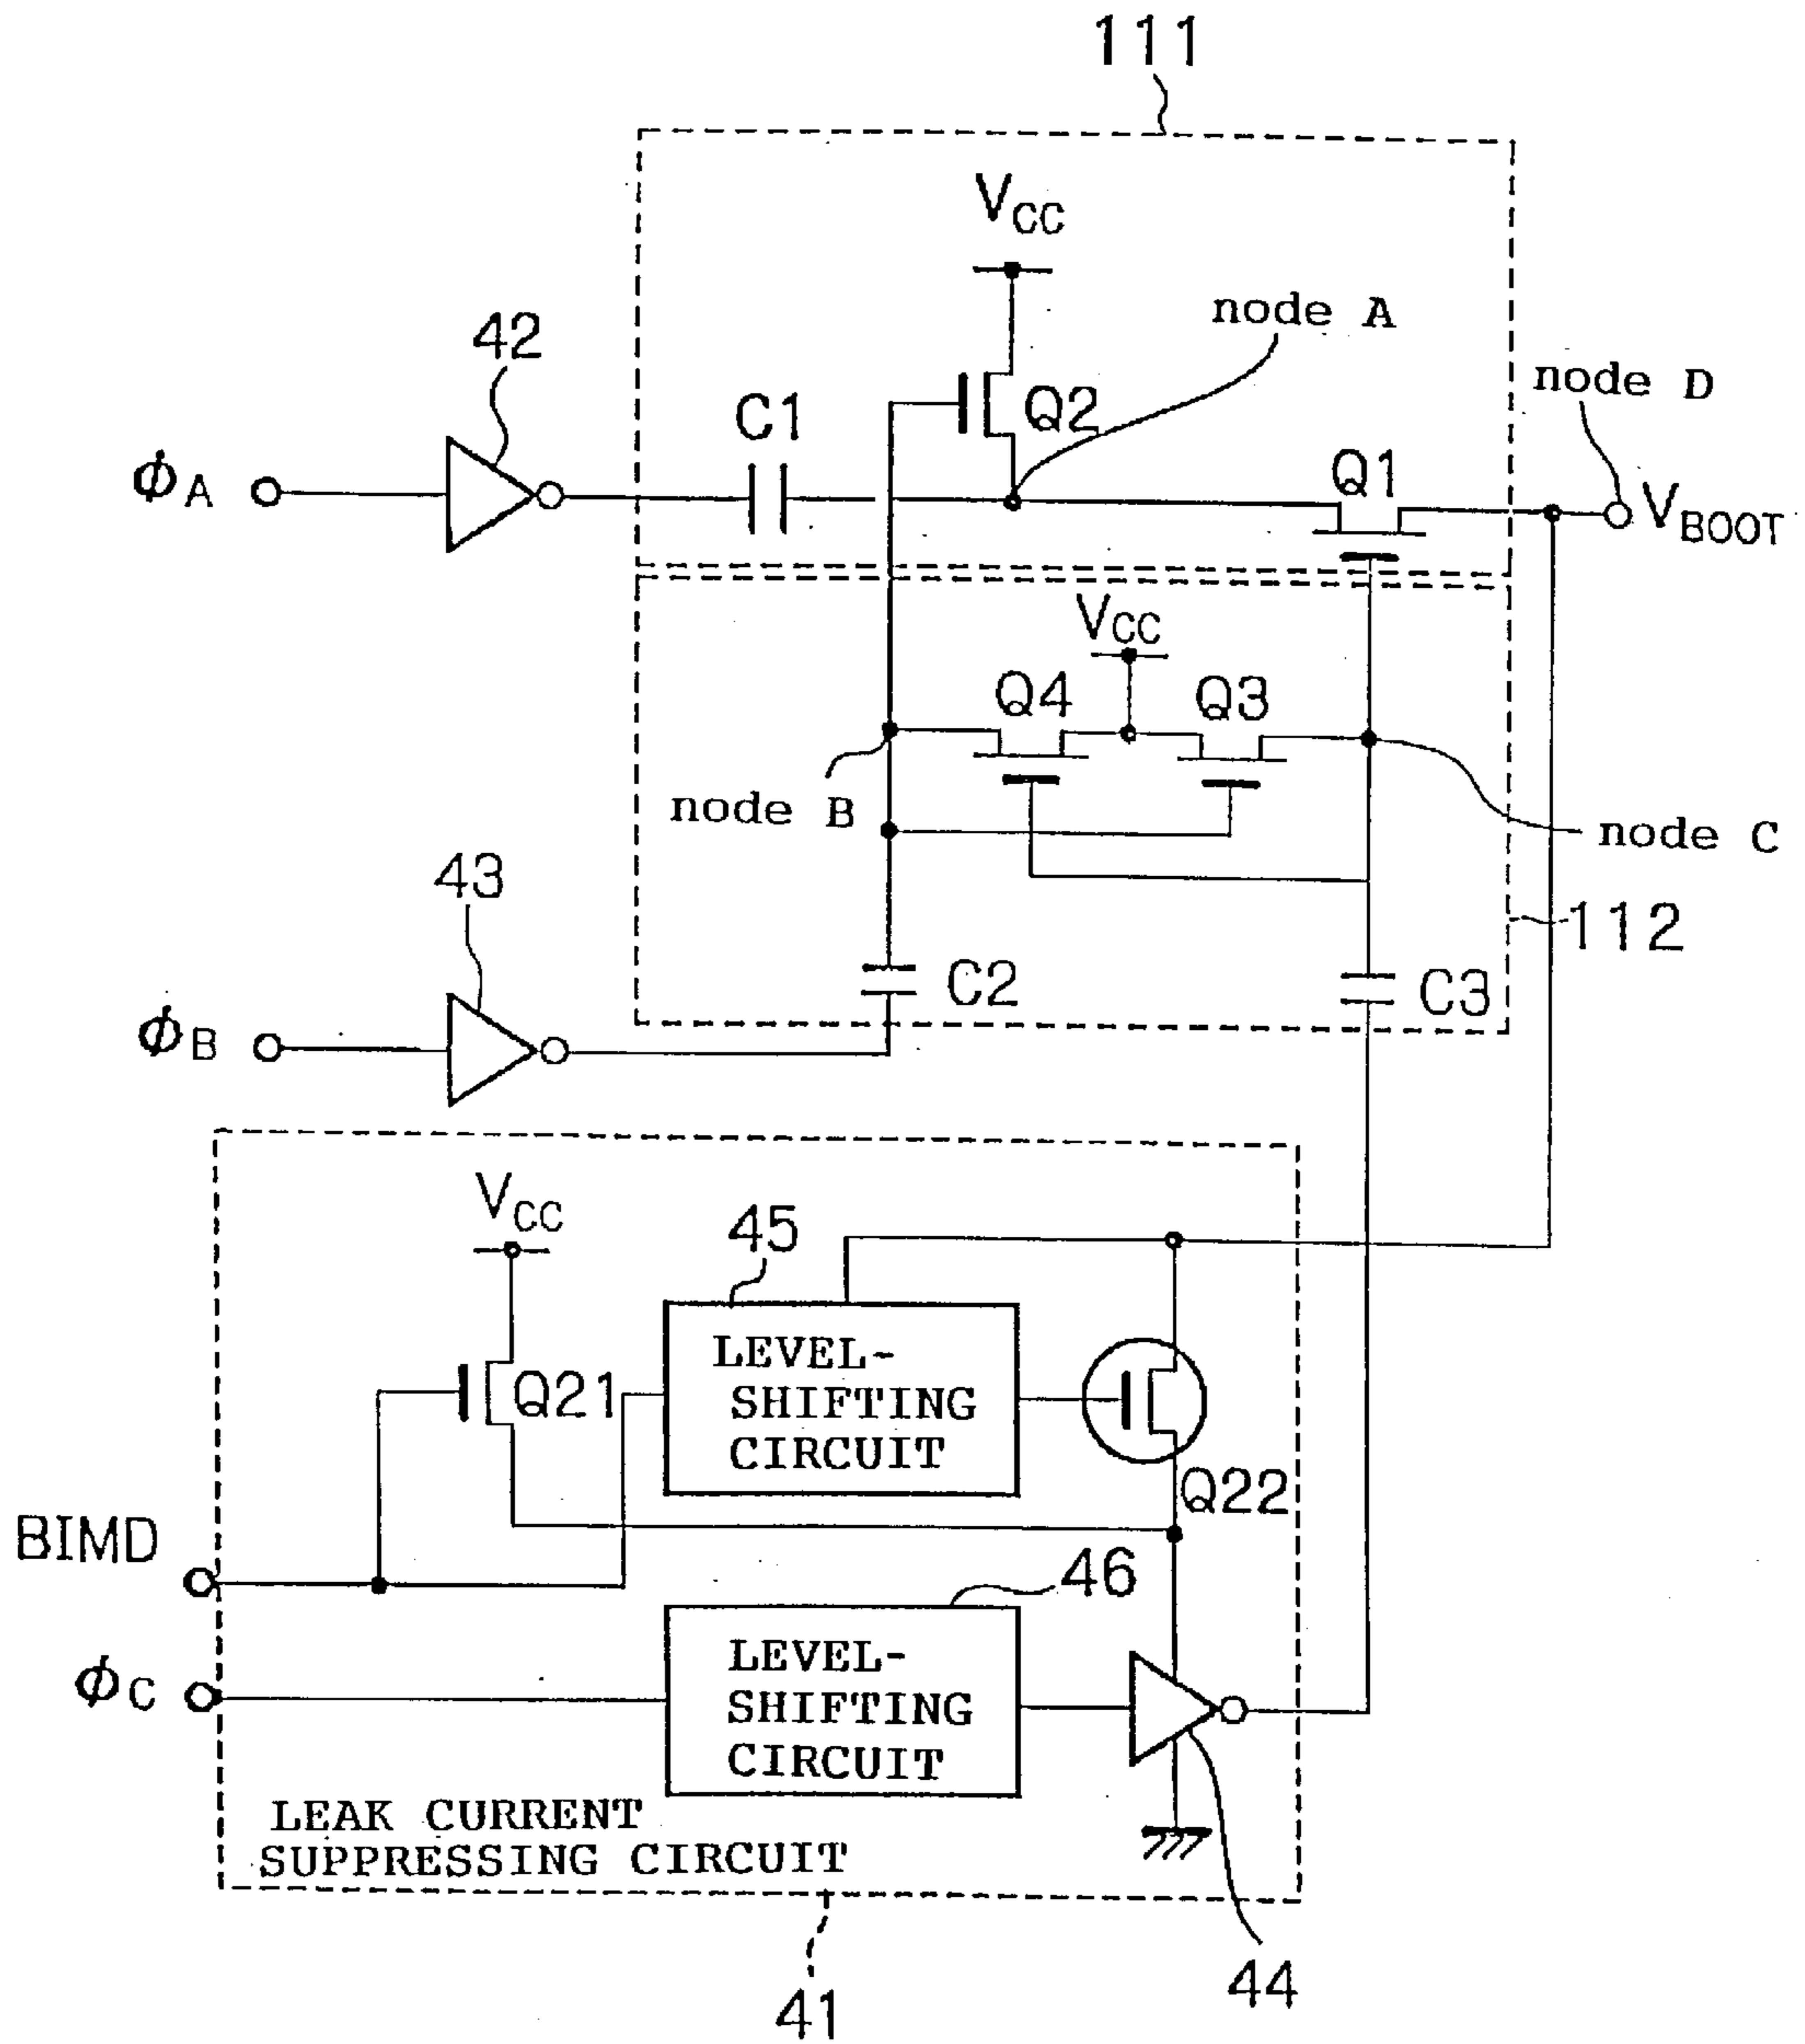 111
VCC
node A
42
node D
C1
Q2
Q1
ϕA
VBOOT
VCC
Q4
Q3
node B
node C
43
112
C2
C3
ϕB
VCC
45
LEVEL-
SHIFTING
CIRCUIT
Q21
Q22
BIMD
46
LEVEL-
SHIFTING
CIRCUIT
ϕC
LEAK CURRENT
SUPPRESSING CIRCUIT
44
41